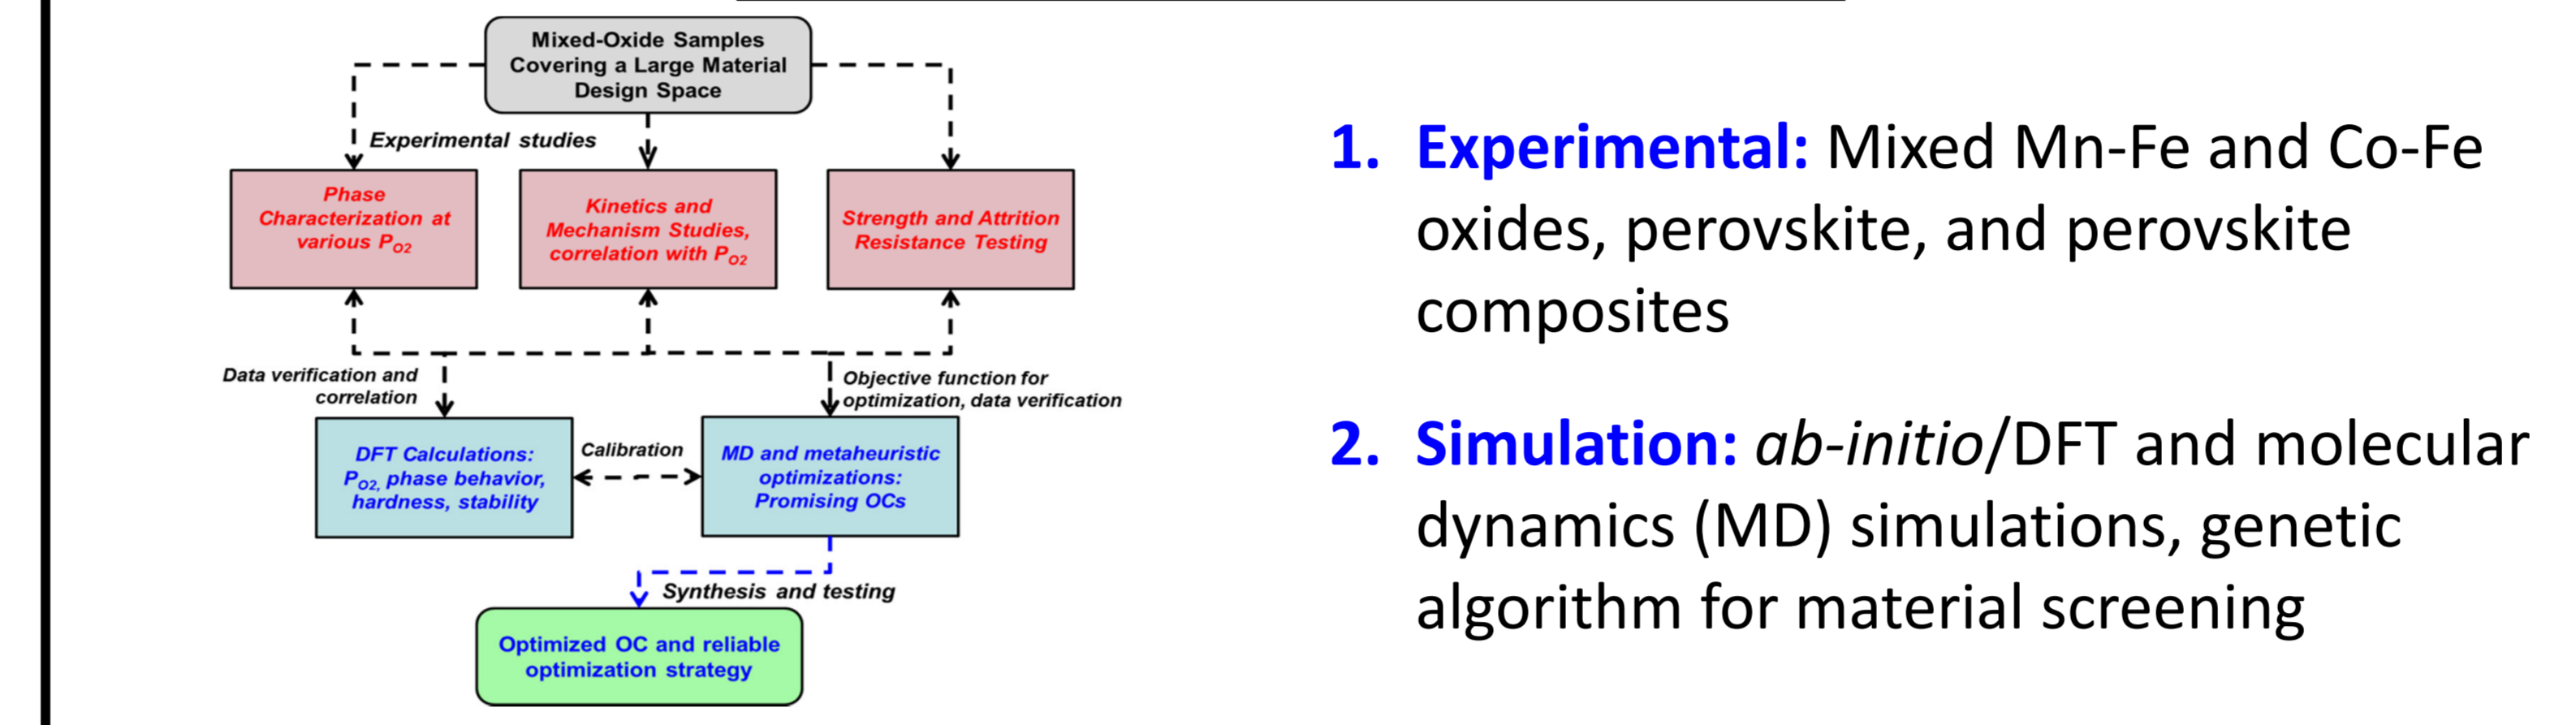 Mixed-Oxide Samples
Covering a Large Material
Design Space
Experimental studies
Phase
Characterization at
various PO2
Kinetics and
Mechanism Studies,
correlation with PO2
Strength and Attrition
Resistance Testing
Data verification and
correlation
Objective function for
optimization, data verification
DFT Calculations:
PO2, phase behavior,
hardness, stability
Calibration
MD and metaheuristic
optimizations:
Promising OCs
Synthesis and testing
Optimized OC and reliable
optimization strategy
1. Experimental: Mixed Mn-Fe and Co-Fe
oxides, perovskite, and perovskite
composites
2. Simulation: ab-initio/DFT and molecular
dynamics (MD) simulations, genetic
algorithm for material screening